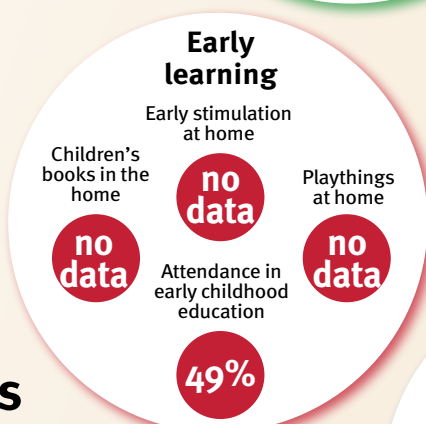 Early
learning
Early stimulation
at home
no
data
Children's
books in the
home
no
data
Playthings
at home
no
data
Attendance in
early childhood
education
49%
s